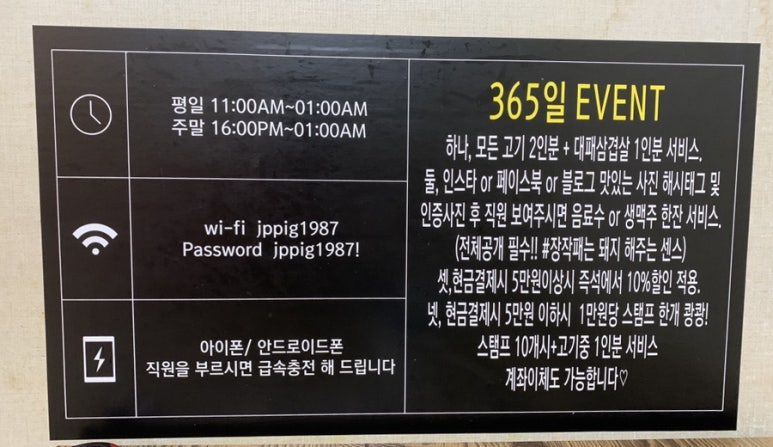 평일 11:00AM~01:00AM
주말 16:00PM~01:00AM
wi-fi jppig1987
Password jppig1987!
아이폰/ 안드로이드폰
직원을 부르시면 급속충전 해 드립니다
365일 EVENT
하나, 모든 고기 2인분 + 대패삼겹살 1인분 서비스.
둘, 인스타 or 페이스북 or 블로그 맛있는 사진 해시태그 및
인증사진 후 직원 보여주시면 음료수 or 생맥주 한잔 서비스.
(전체공개 필수!! #장작패는 돼지 해주는 센스)
셋,현금결제시 5만원이상시 즉석에서 10%할인 적용.
넷, 현금결제시 5만원 이하시 1만원당 스탬프 한개 쾅쾅!
스탬프 10개시+고기중 1인분 서비스
계좌이체도 가능합니다♡